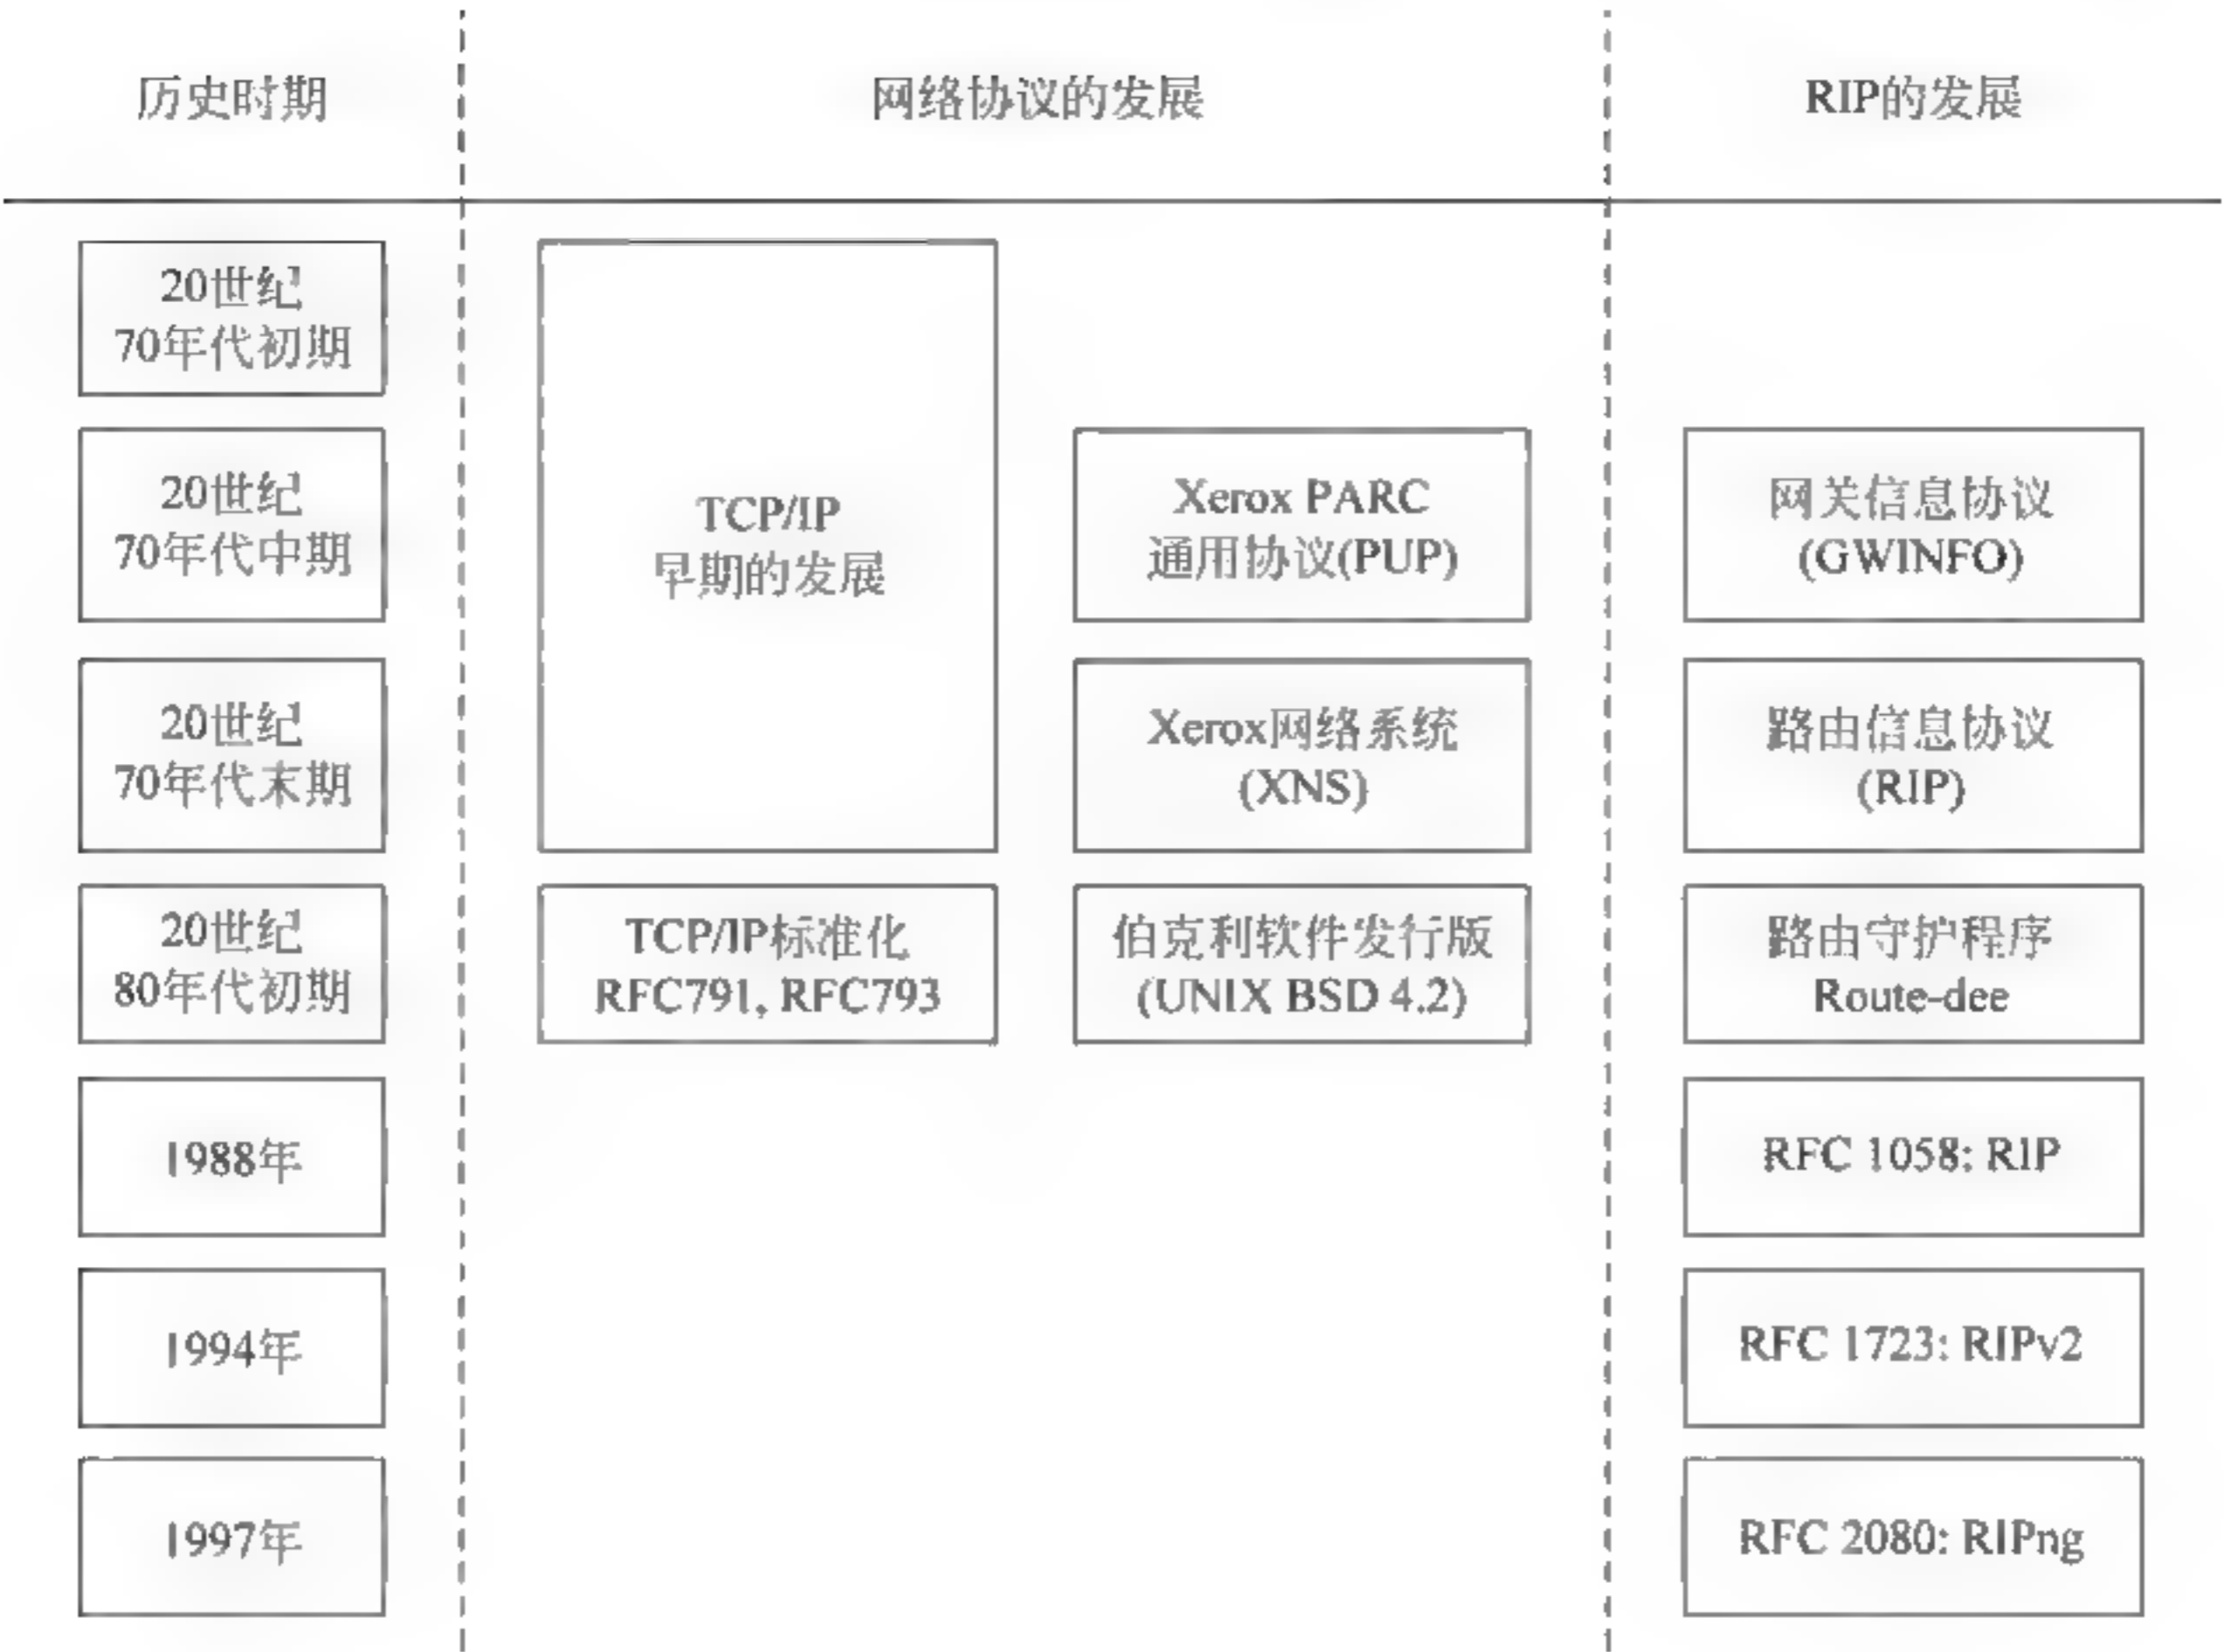 历史时期
网络协议的发展
RIP的发展
20世纪
70年代初期
20世纪
70年代中期
TCP/IP
早期的发展
Xerox PARC
通用协议(PUP)
网关信息协议
(GWINFO)
20世纪
70年代末期
Xerox网络系统
(XNS)
路由信息协议
(RIP)
20世纪
80年代初期
TCP/IP标准化
RFC791, RFC793
伯克利软件发行版
(UNIX BSD 4.2)
路由守护程序
Route-dee
1988年
RFC 1058: RIP
1994年
RFC 1723: RIPv2
1997年
RFC 2080: RIPng